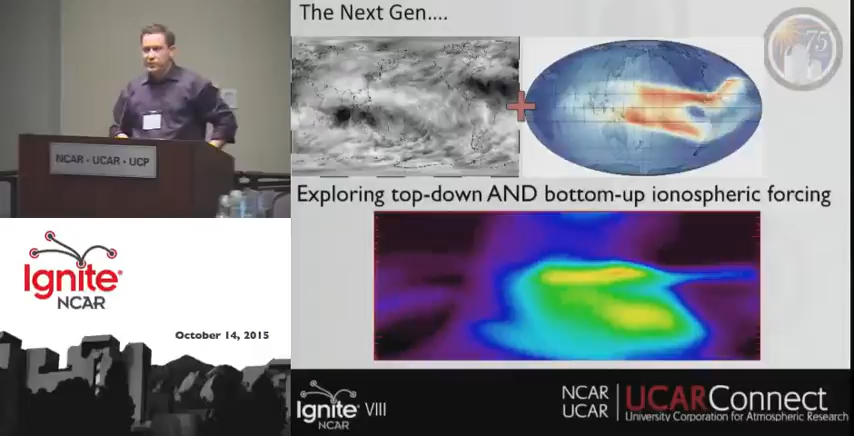 The Next Gen....
75
NCAR • UCAR • UCP
Exploring top-down AND bottom-up ionospheric forcing
Ignite
NCAR
October 14, 2015
Ignite VIII
NCAR
NCAR
UCAR
UCARConnect
University Corporation for Atmospheric Research